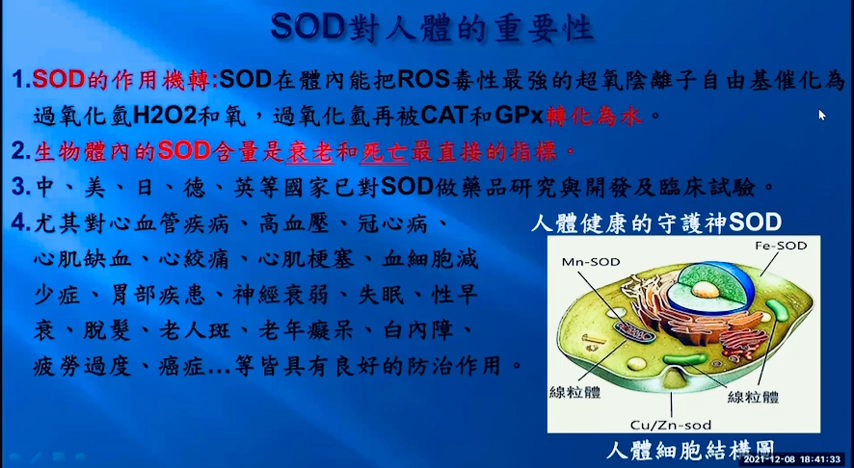 SOD對人體的重要性
1.SOD的作用機轉:SOD在體內能把ROS毒性最強的超氧陰離子自由基催化為
過氧化氫H2O2和氧，過氧化氫再被CAT和GPx轉化為水。
2.生物體內的SOD含量是衰老和死亡最直接的指標。
3.中、美、日、德、英等國家已對SOD做藥品研究與開發及臨床試驗。
4.尤其對心血管疾病、高血壓、冠心病、
心肌缺血、心絞痛、心肌梗塞、血細胞減
少症、胃部疾患、神經衰弱、失眠、性早
衰、脫髮、老人斑、老年癡呆、白內障、
疲勞過度、癌症...等皆具有良好的防治作用。
人體健康的守護神SOD
Fe-SOD
Mn-SOD
線粒體
線粒體
Cu/Zn-sod
人體細胞結構圖
2021-12-08 18:41:33